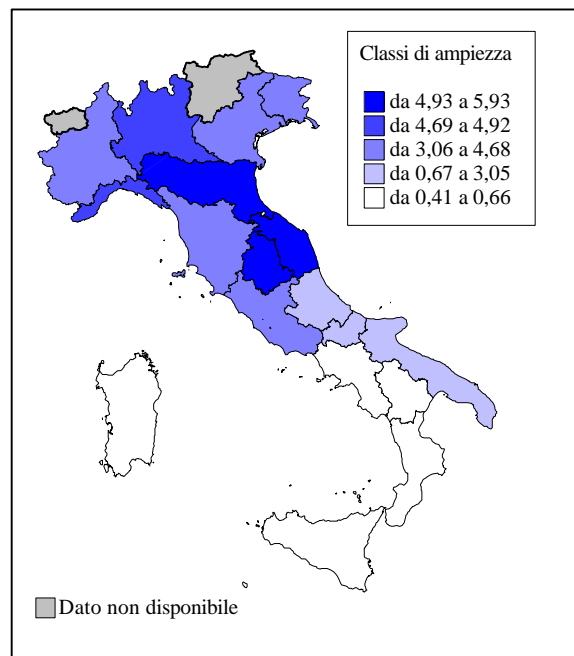 Classi di ampiezza
da 4,93 a 5,93
da 4,69 a 4,92
da 3,06 a 4,68
da 0,67 a 3,05
da 0,41 a 0,66
Dato non disponibile